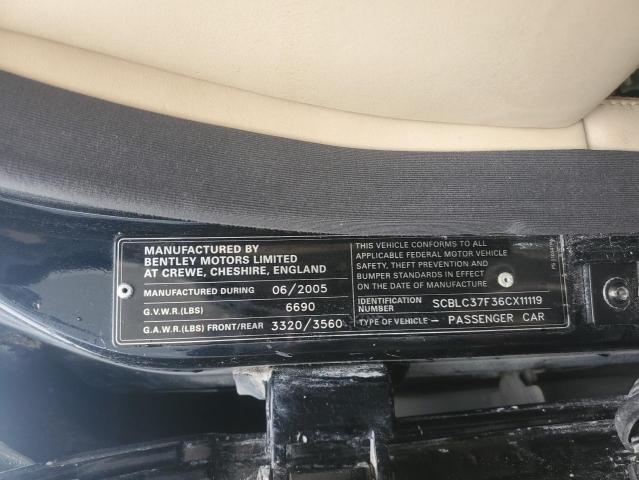 MANUFACTURED BY
BENTLEY MOTORS LIMITED
AT CREWE, CHESHIRE, ENGLAND
MANUFACTURED DURING 06/2005
G.V.W.R.(LBS) 6690
G.A.W.R.(LBS) FRONT/REAR 3320/3560
THIS VEHICLE CONFORMS TO ALL
APPLICABLE FEDERAL MOTOR VEHICLE
SAFETY, THEFT PREVENTION AND
BUMPER STANDARDS IN EFFECT
ON THE DATE OF MANUFACTURE
IDENTIFICATION
NUMBER SCBLC37F36CX11119
TYPE OF VEHICLE - PASSENGER CAR